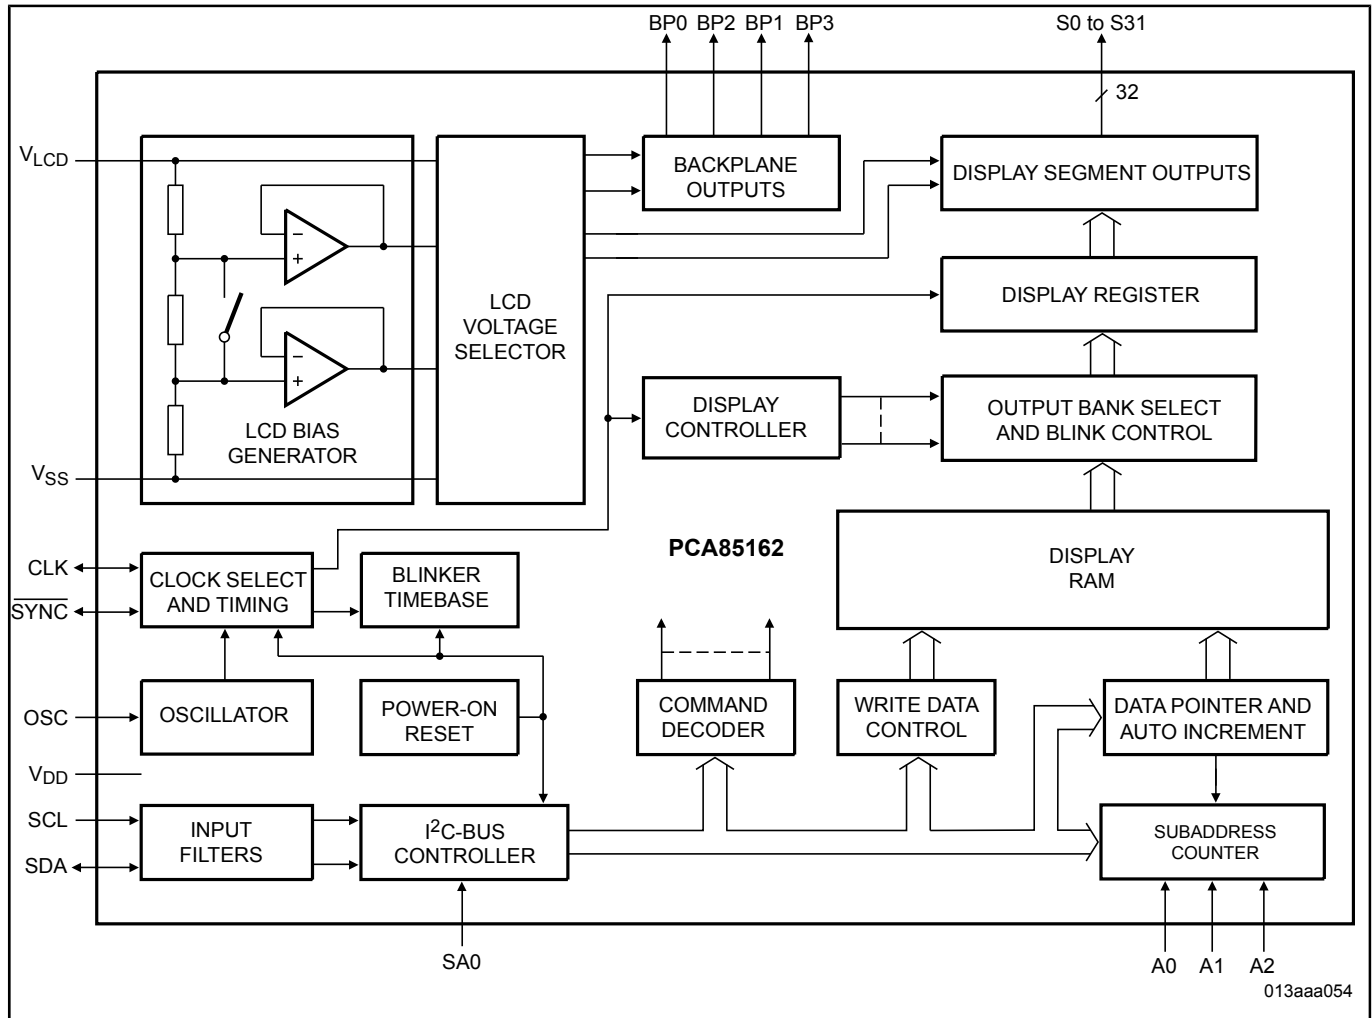 BP0 BP2 BP1 BP3
S0 to S31
32
VLCD
BACKPLANE
OUTPUTS
DISPLAY SEGMENT OUTPUTS
−
+
LCD
VOLTAGE
SELECTOR
DISPLAY REGISTER
−
+
LCD BIAS
GENERATOR
DISPLAY
CONTROLLER
OUTPUT BANK SELECT
AND BLINK CONTROL
VSS
PCA85162
DISPLAY
RAM
CLK
SYNC
CLOCK SELECT
AND TIMING
BLINKER
TIMEBASE
OSC
OSCILLATOR
POWER-ON
RESET
COMMAND
DECODER
WRITE DATA
CONTROL
DATA POINTER AND
AUTO INCREMENT
VDD
SCL
SDA
INPUT
FILTERS
I2C-BUS
CONTROLLER
SUBADDRESS
COUNTER
SA0
A0 A1 A2
013aaa054